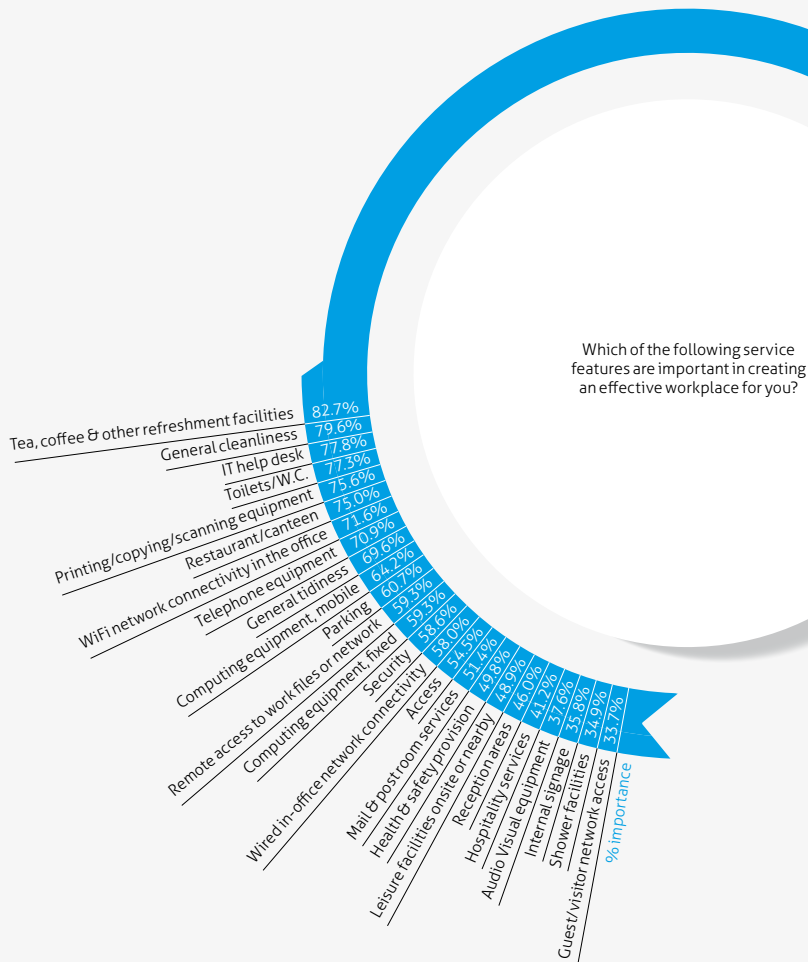 Which of the following service
features are important in creating
an effective workplace for you?
Tea, coffee & other refreshment facilities 82.7%
General cleanliness 79.6%
IT help desk 77.8%
Toilets/W.C. 77.3%
Printing/copying/scanning equipment 75.6%
Restaurant/canteen 75.0%
WiFi network connectivity in the office 71.6%
Telephone equipment 70.9%
General tidiness 69.6%
Computing equipment, mobile 64.2%
Parking 60.7%
Remote access to work files or network 59.3%
Computing equipment, fixed 59.3%
Security 58.6%
Wired in-office network connectivity 58.0%
Access 54.5%
Mail & post room services 51.4%
Health & safety provision 49.8%
Leisure facilities onsite or nearby 48.9%
Reception areas 46.0%
Hospitality services 41.2%
Audio Visual equipment 37.6%
Internal signage 35.8%
Shower facilities 34.9%
Guest/visitor network access 33.7%
% importance